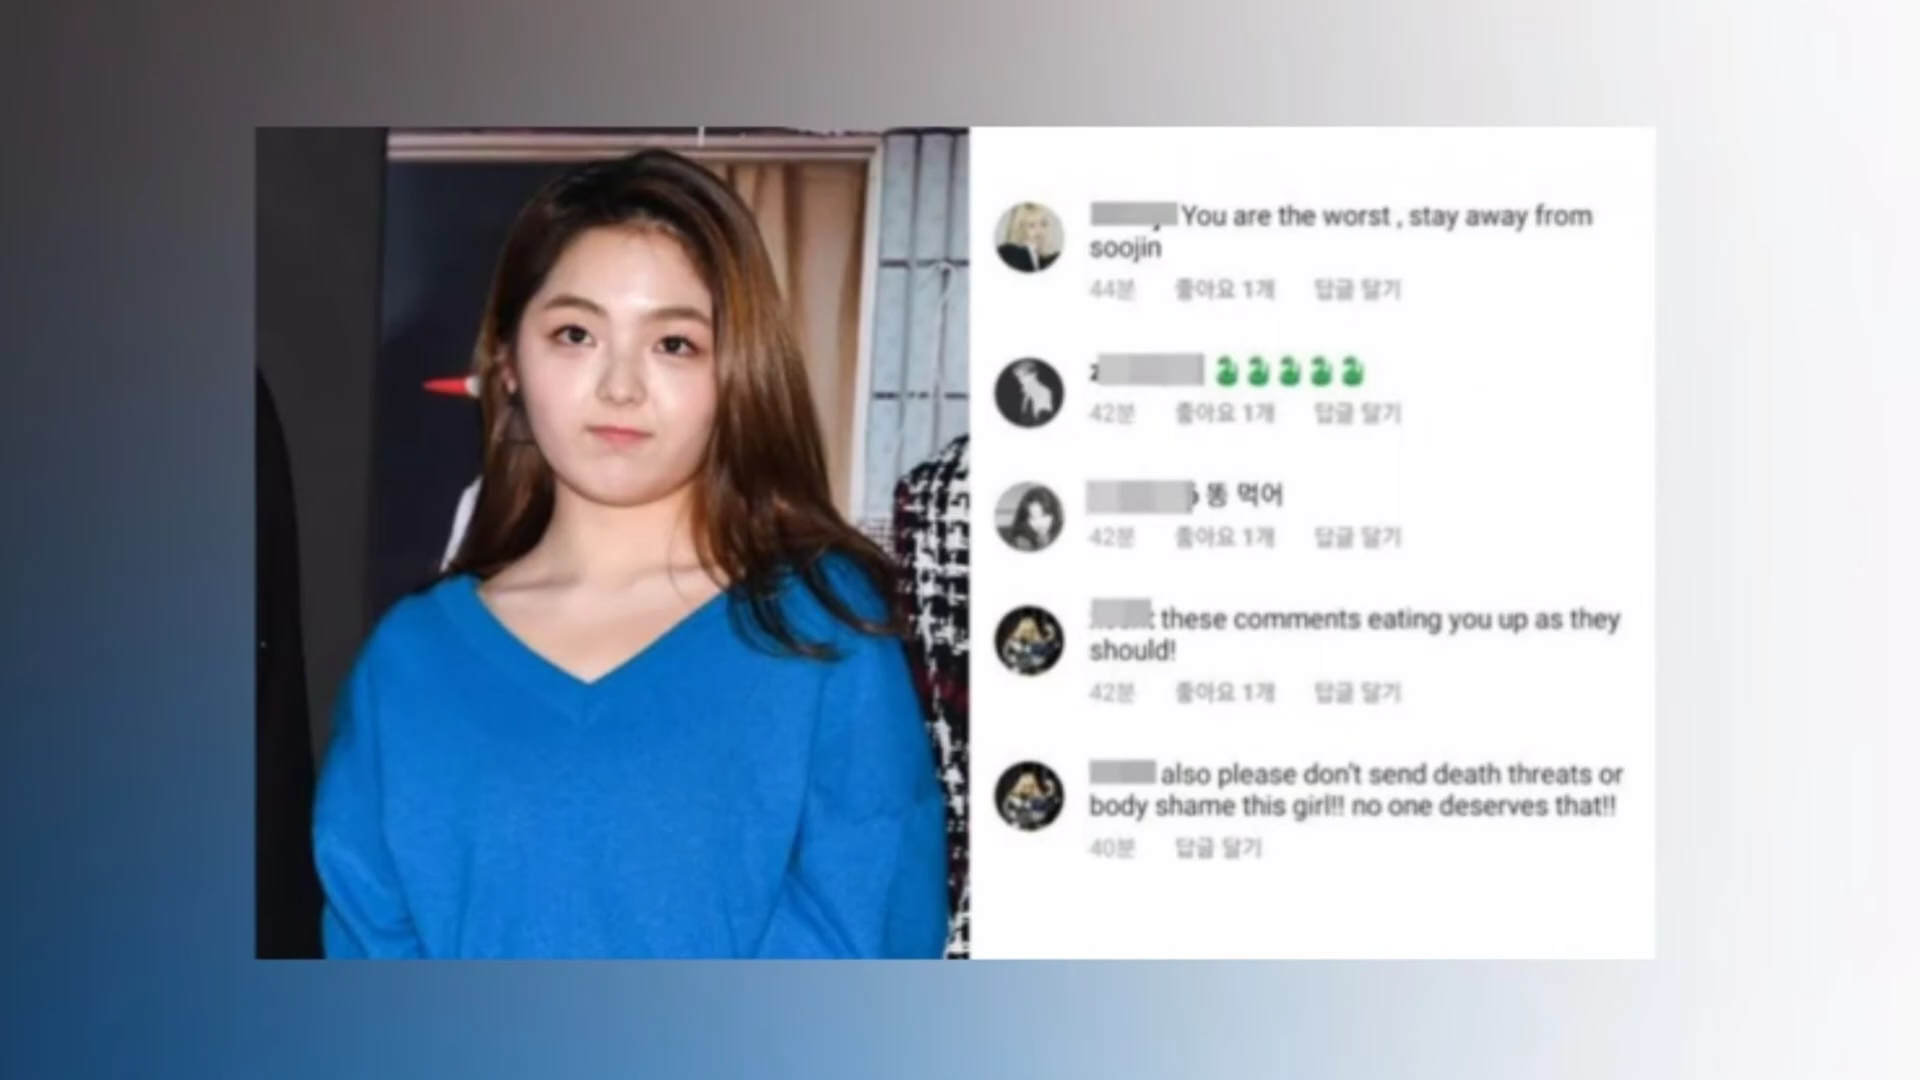 You are the worst , stay away from
soojin
44분 좋아요 1개 답글 달기
z
42분 좋아요 1개 답글 달기
똥 먹어
42분 좋아요 1개 답글 달기
these comments eating you up as they
should!
42분 좋아요 1개 답글 달기
also please don't send death threats or
body shame this girl!! no one deserves that!!
40분 답글 달기